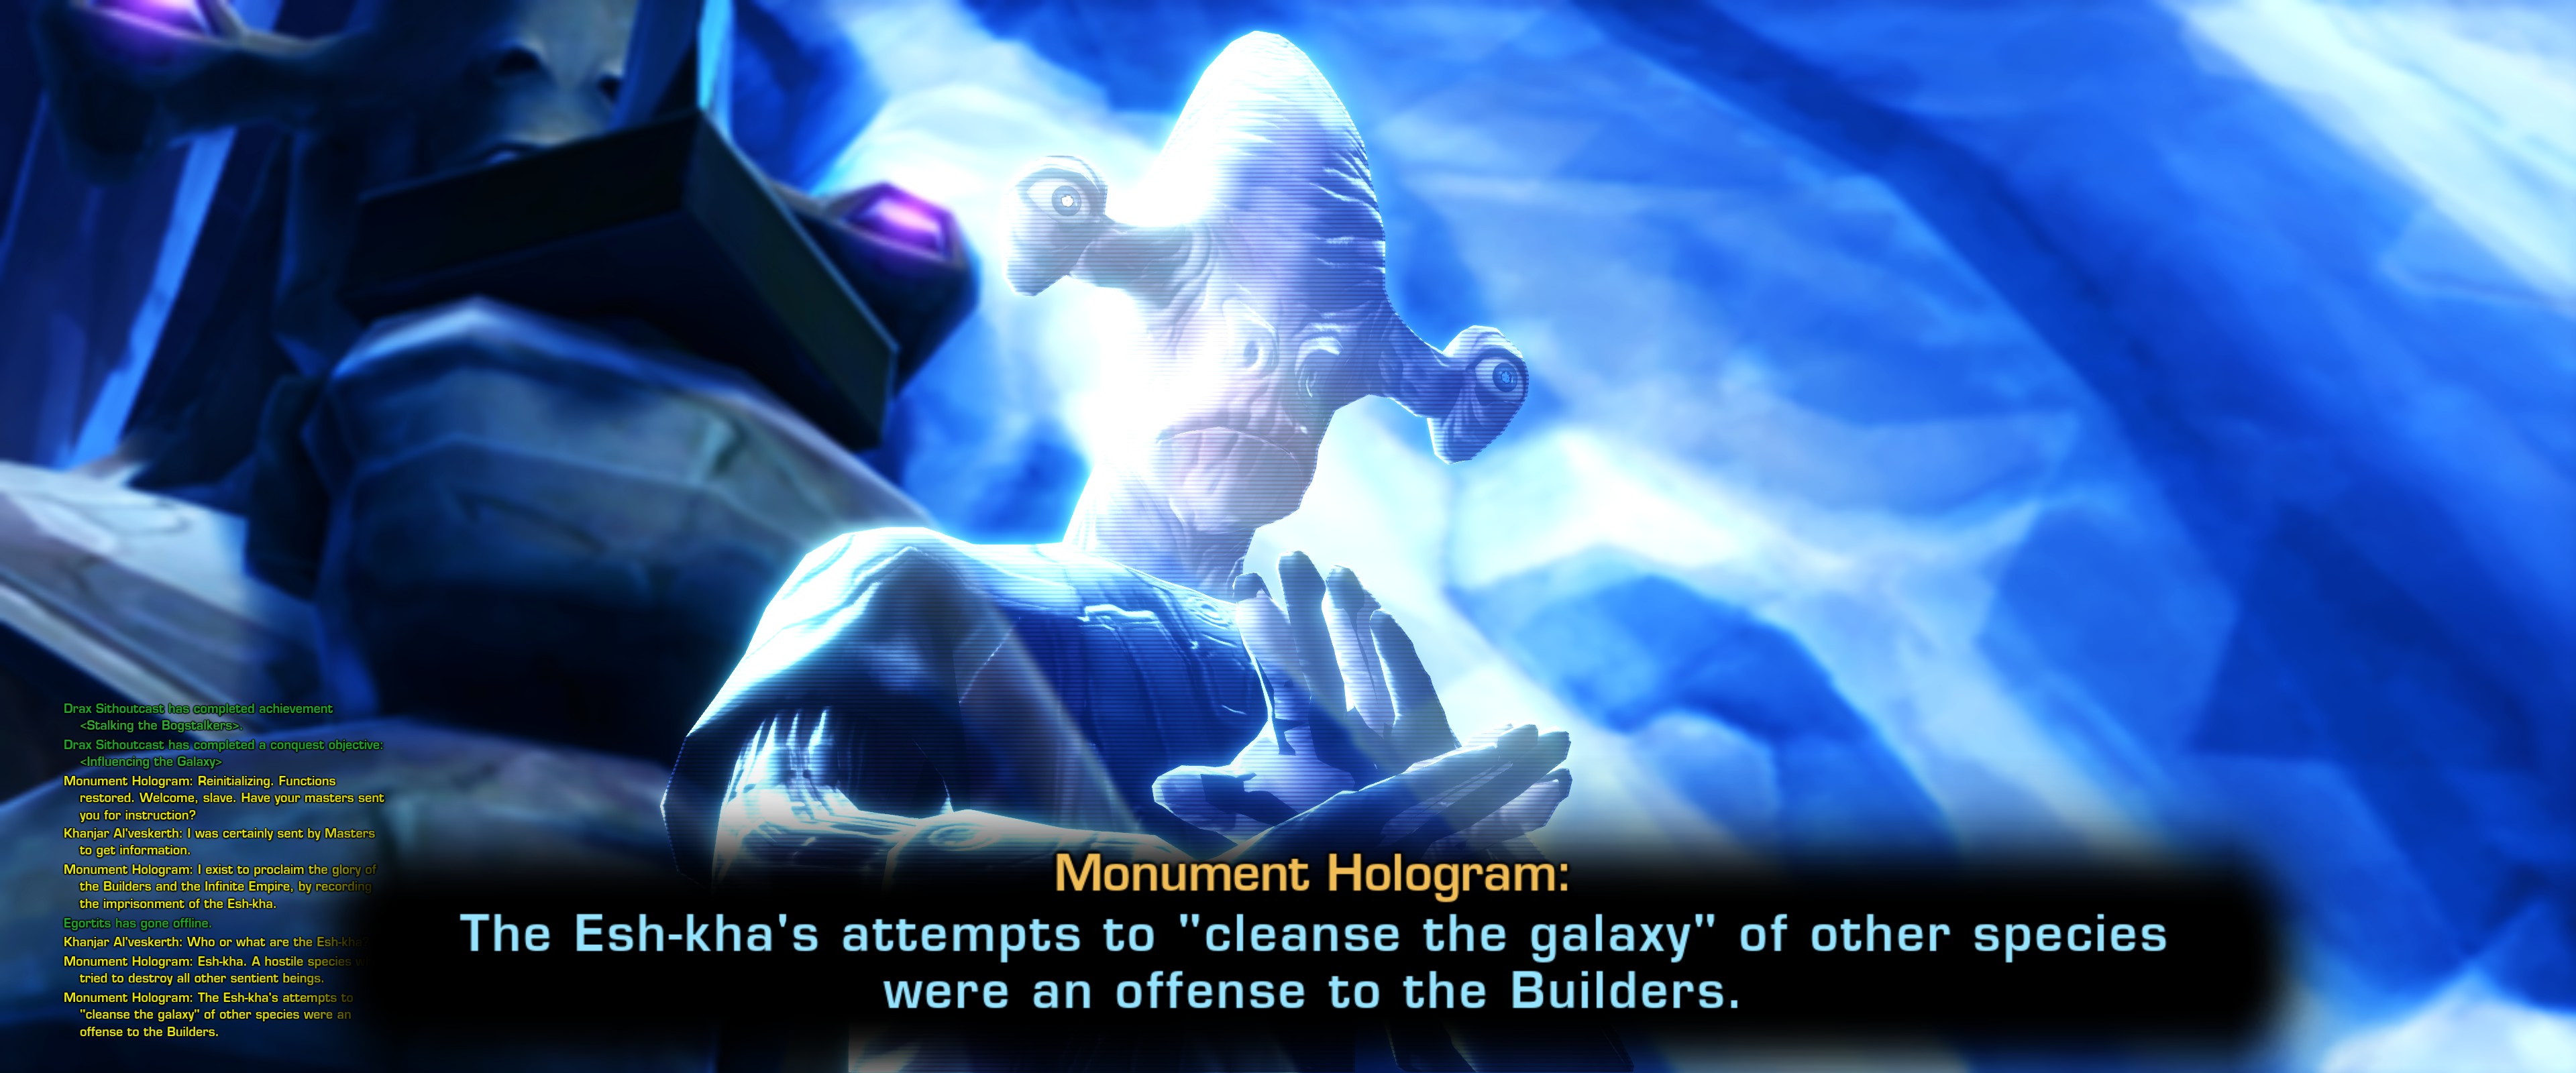 Drax Sithoutcast has completed achievement
<Stalking the Bogstalkers>.
Drax Sithoutcast has completed a conquest objective:
<Influencing the Galaxy>
Monument Hologram: Reinitializing. Functions
restored. Welcome, slave. Have your masters sent
you for instruction?
Khanjar Al'veskerth: I was certainly sent by Masters
to get information.
Monument Hologram: I exist to proclaim the glory of
the Builders and the Infinite Empire, by recording
the imprisonment of the Esh-kha.
Egortits has gone offline.
Khanjar Al'veskerth: Who or what are the Esh-kha?
Monument Hologram: Esh-kha. A hostile species
tried to destroy all other sentient beings.
Monument Hologram: The Esh-kha's attempts to
"cleanse the galaxy" of other species were an
offense to the Builders.
Monument Hologram:
The Esh-kha's attempts to "cleanse the galaxy" of other species
were an offense to the Builders.